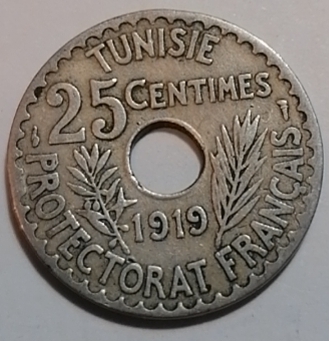 TUNISIE
25 CENTIMES
1919
PROTECTORAT FRANÇAIS